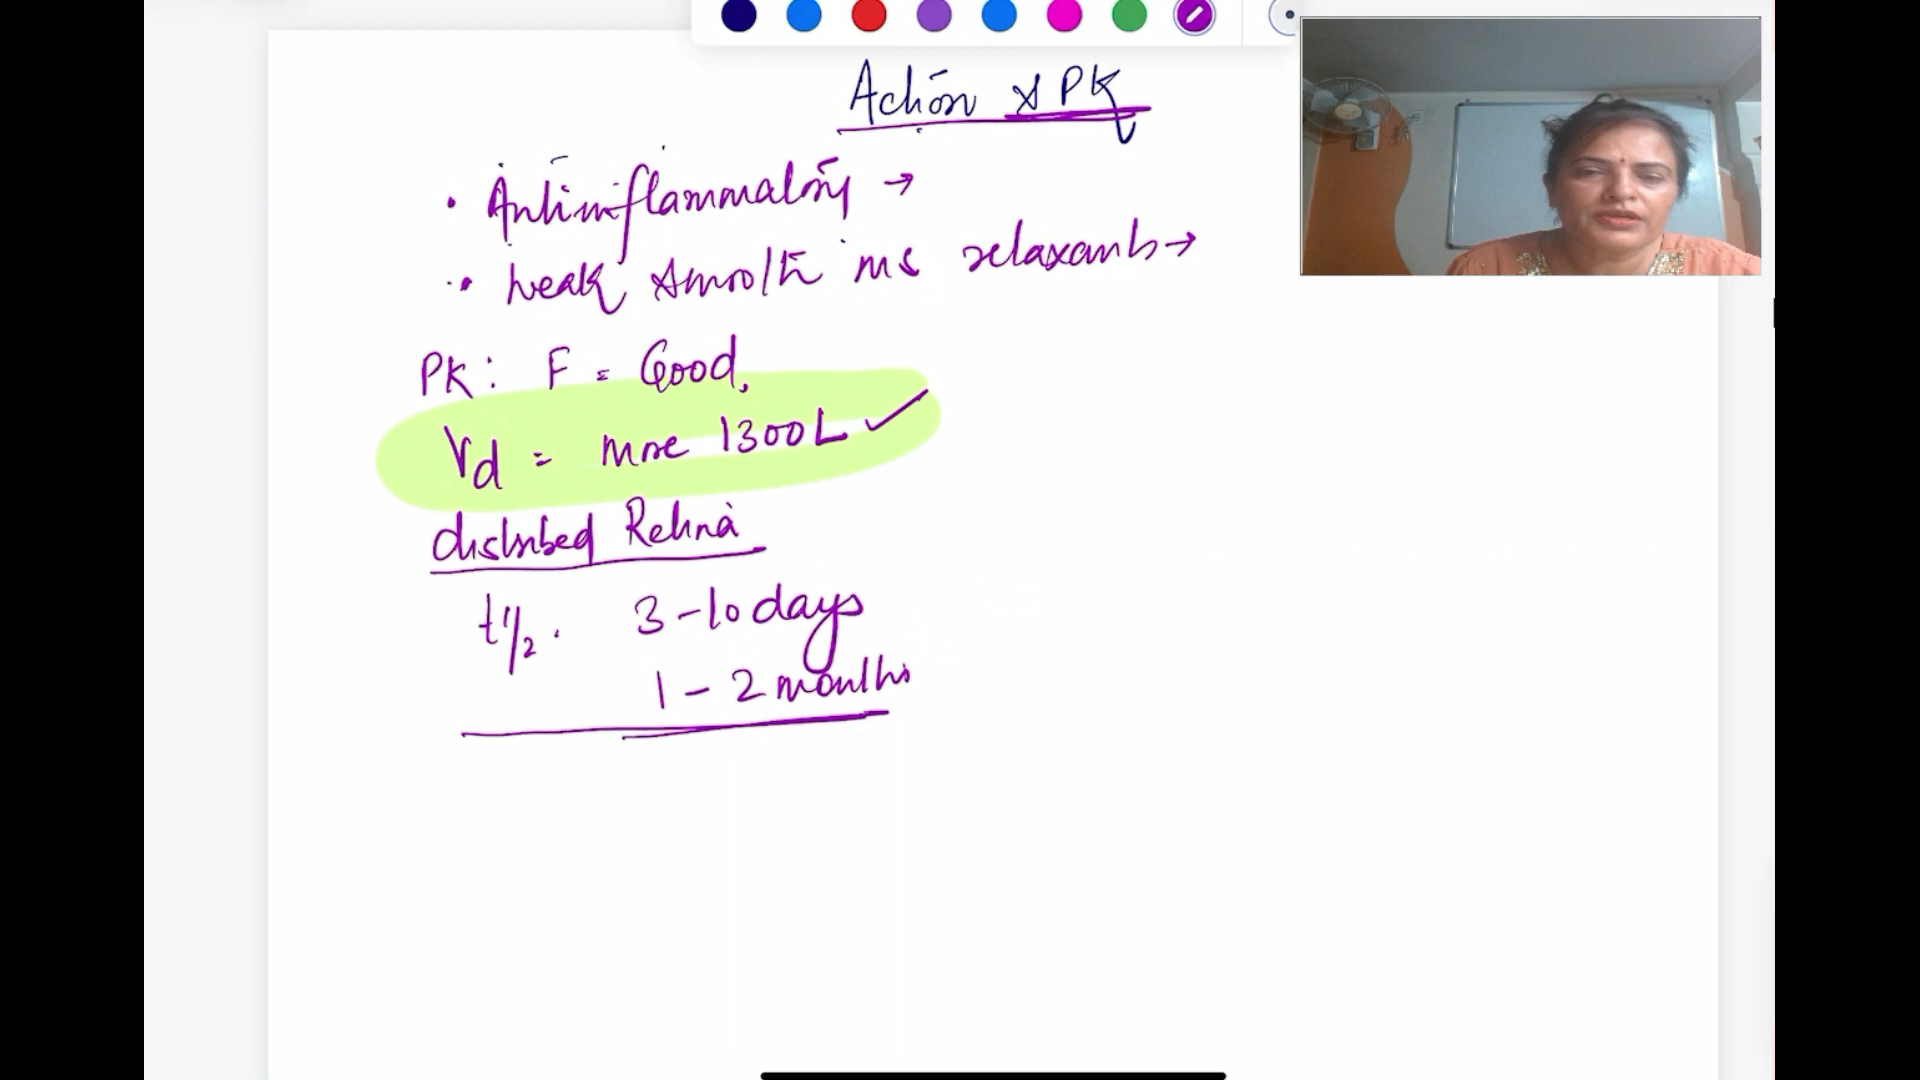 Action & PK
• Antiinflammatory →
• Weak smooth ms relaxants →
PK: F = Good,
Vd = more 1300L ✓
distribed Retina
t1/2. 3-10 days
1 - 2 months